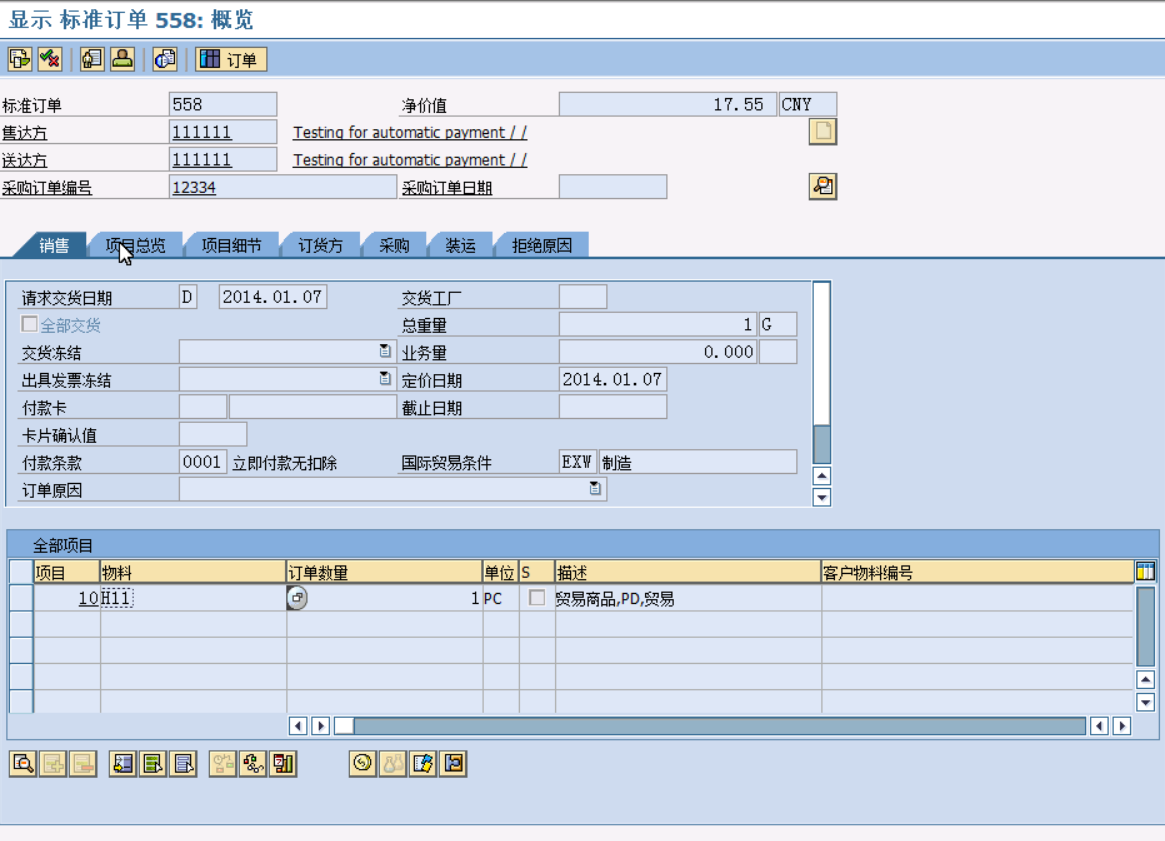 显示 标准订单 558: 概览
订单
标准订单 558 净价值 17.55 CNY
售达方 111111 Testing for automatic payment / /
送达方 111111 Testing for automatic payment / /
采购订单编号 12334 采购订单日期
销售 项目总览 项目细节 订货方 采购 装运 拒绝原因
请求交货日期 D 2014.01.07 交货工厂
全部交货 总重量 1 G
交货冻结 业务量 0.000
出具发票冻结 定价日期 2014.01.07
付款卡 截止日期
卡片确认值
付款条款 0001 立即付款无扣除 国际贸易条件 EXW 制造
订单原因
全部项目
项目 物料 订单数量 单位 S 描述 客户物料编号
10 H11 1 PC 贸易商品,PD,贸易